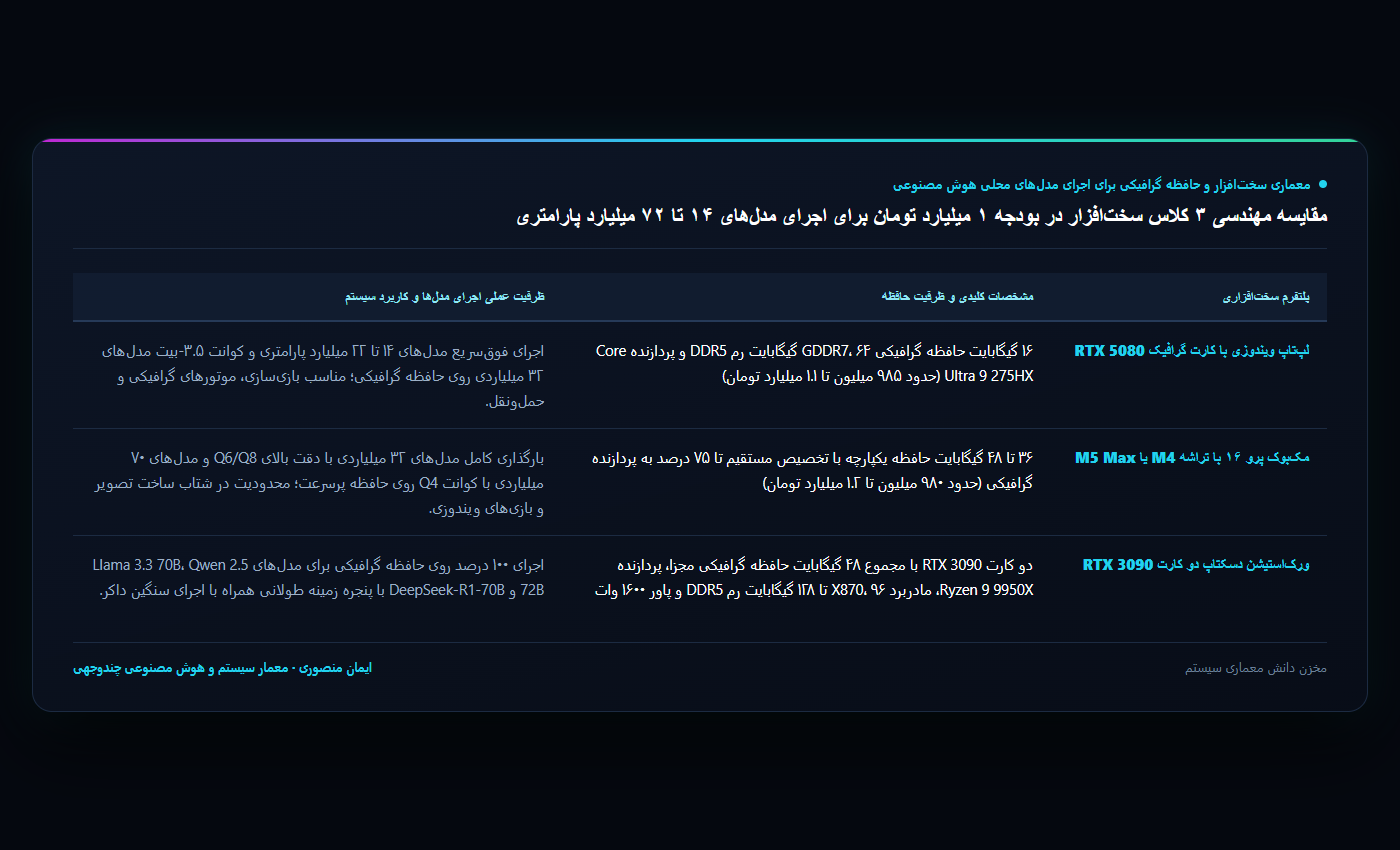 معماری سخت‌افزار و حافظه گرافیکی برای اجرای مدل‌های محلی هوش مصنوعی
مقایسه مهندسی ۳ کلاس سخت‌افزار در بودجه ۱ میلیارد تومان برای اجرای مدل‌های ۱۴ تا ۷۲ میلیارد پارامتری
پلتفرم سخت‌افزاری
مشخصات کلیدی و ظرفیت حافظه
ظرفیت عملی اجرای مدل‌ها و کاربرد سیستم
لپ‌تاپ ویندوزی با کارت گرافیک RTX 5080
۱۶ گیگابایت حافظه گرافیکی GDDR7، ۶۴ گیگابایت رم DDR5 و پردازنده Core
Ultra 9 275HX (حدود ۹۸۵ میلیون تا ۱.۱ میلیارد تومان)
اجرای فوق‌سریع مدل‌های ۱۴ تا ۲۲ میلیارد پارامتری و کوانت ۳.۵-بیت مدل‌های
۳۲ میلیاردی روی حافظه گرافیکی؛ مناسب بازی‌سازی، موتورهای گرافیکی و
حمل‌ونقل.
مک‌بوک پرو ۱۶ با تراشه M4 یا M5 Max
۳۶ تا ۴۸ گیگابایت حافظه یکپارچه با تخصیص مستقیم تا ۷۵ درصد به پردازنده
گرافیکی (حدود ۹۸۰ میلیون تا ۱.۲ میلیارد تومان)
بارگذاری کامل مدل‌های ۳۲ میلیاردی با دقت بالای Q6/Q8 و مدل‌های ۷۰
میلیاردی با کوانت Q4 روی حافظه پرسرعت؛ محدودیت در شتاب ساخت تصویر
و بازی‌های ویندوزی.
ورک‌استیشن دسکتاپ دو کارت RTX 3090
دو کارت RTX 3090 با مجموع ۴۸ گیگابایت حافظه گرافیکی مجزا، پردازنده
Ryzen 9 9950X، مادربرد X870، ۹۶ تا ۱۲۸ گیگابایت رم DDR5 و پاور ۱۶۰۰ وات
اجرای ۱۰۰ درصد روی حافظه گرافیکی برای مدل‌های Llama 3.3 70B، Qwen 2.5
72B و DeepSeek-R1-70B با پنجره زمینه طولانی همراه با اجرای سنگین داکر.
مخزن دانش معماری سیستم
ایمان منصوری · معمار سیستم و هوش مصنوعی چندوجهی